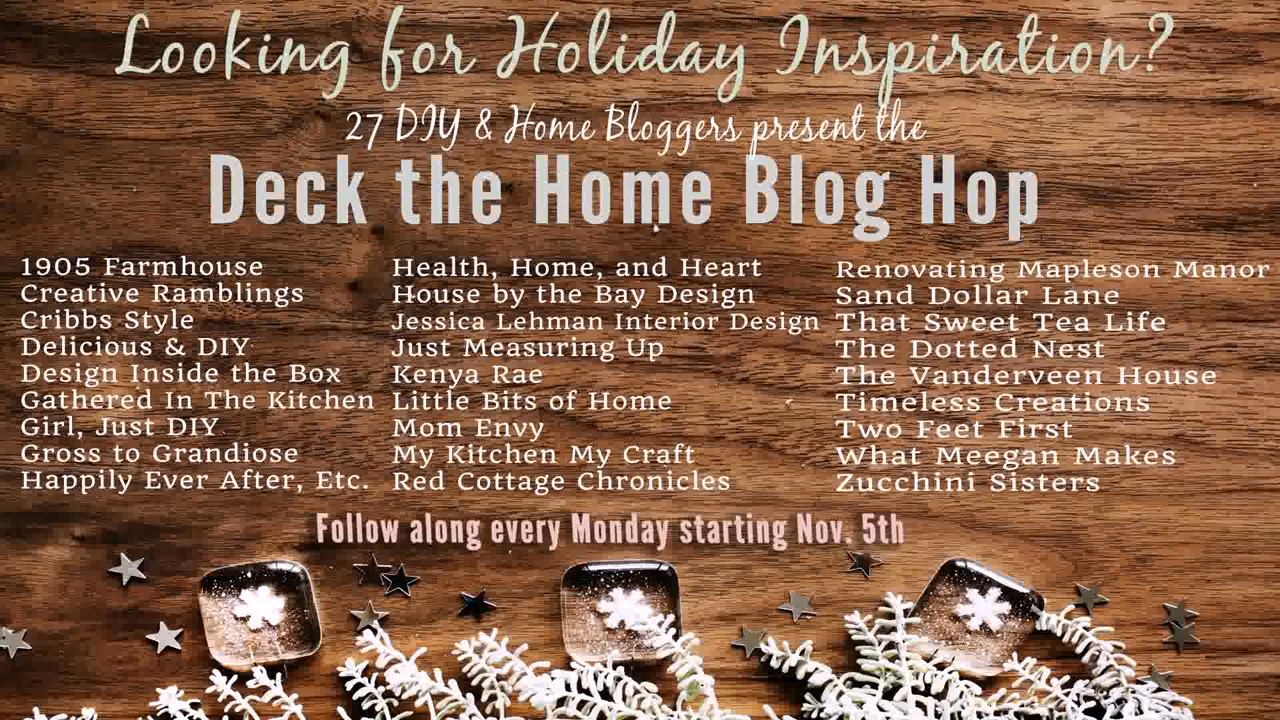 Looking for Holiday Inspiration?
27 DIY & Home Bloggers present the
Deck the Home Blog Hop
1905 Farmhouse
Creative Ramblings
Cribbs Style
Delicious & DIY
Design Inside the Box
Gathered In The Kitchen
Girl, Just DIY
Gross to Grandiose
Happily Ever After, Etc.
Health, Home, and Heart
House by the Bay Design
Jessica Lehman Interior Design
Just Measuring Up
Kenya Rae
Little Bits of Home
Mom Envy
My Kitchen My Craft
Red Cottage Chronicles
Renovating Mapleson Manor
Sand Dollar Lane
That Sweet Tea Life
The Dotted Nest
The Vanderveen House
Timeless Creations
Two Feet First
What Meegan Makes
Zucchini Sisters
Follow along every Monday starting Nov. 5th